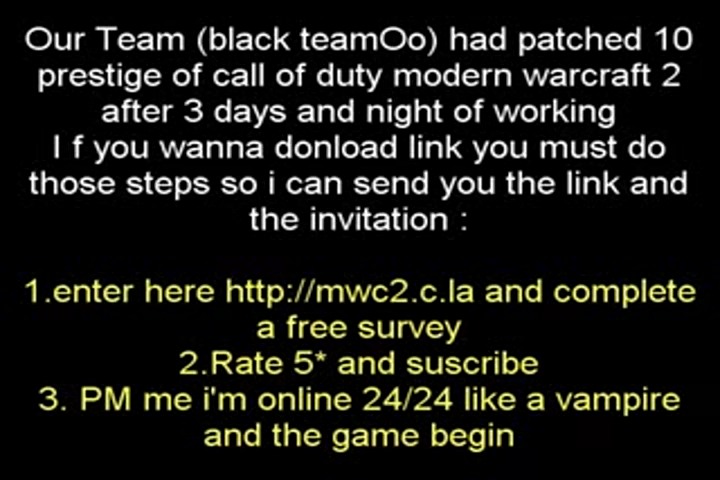 Our Team (black teamOo) had patched 10
prestige of call of duty modern warcraft 2
after 3 days and night of working
I f you wanna donload link you must do
those steps so i can send you the link and
the invitation :
1.enter here http://mwc2.c.la and complete
a free survey
2.Rate 5* and suscribe
3. PM me i'm online 24/24 like a vampire
and the game begin